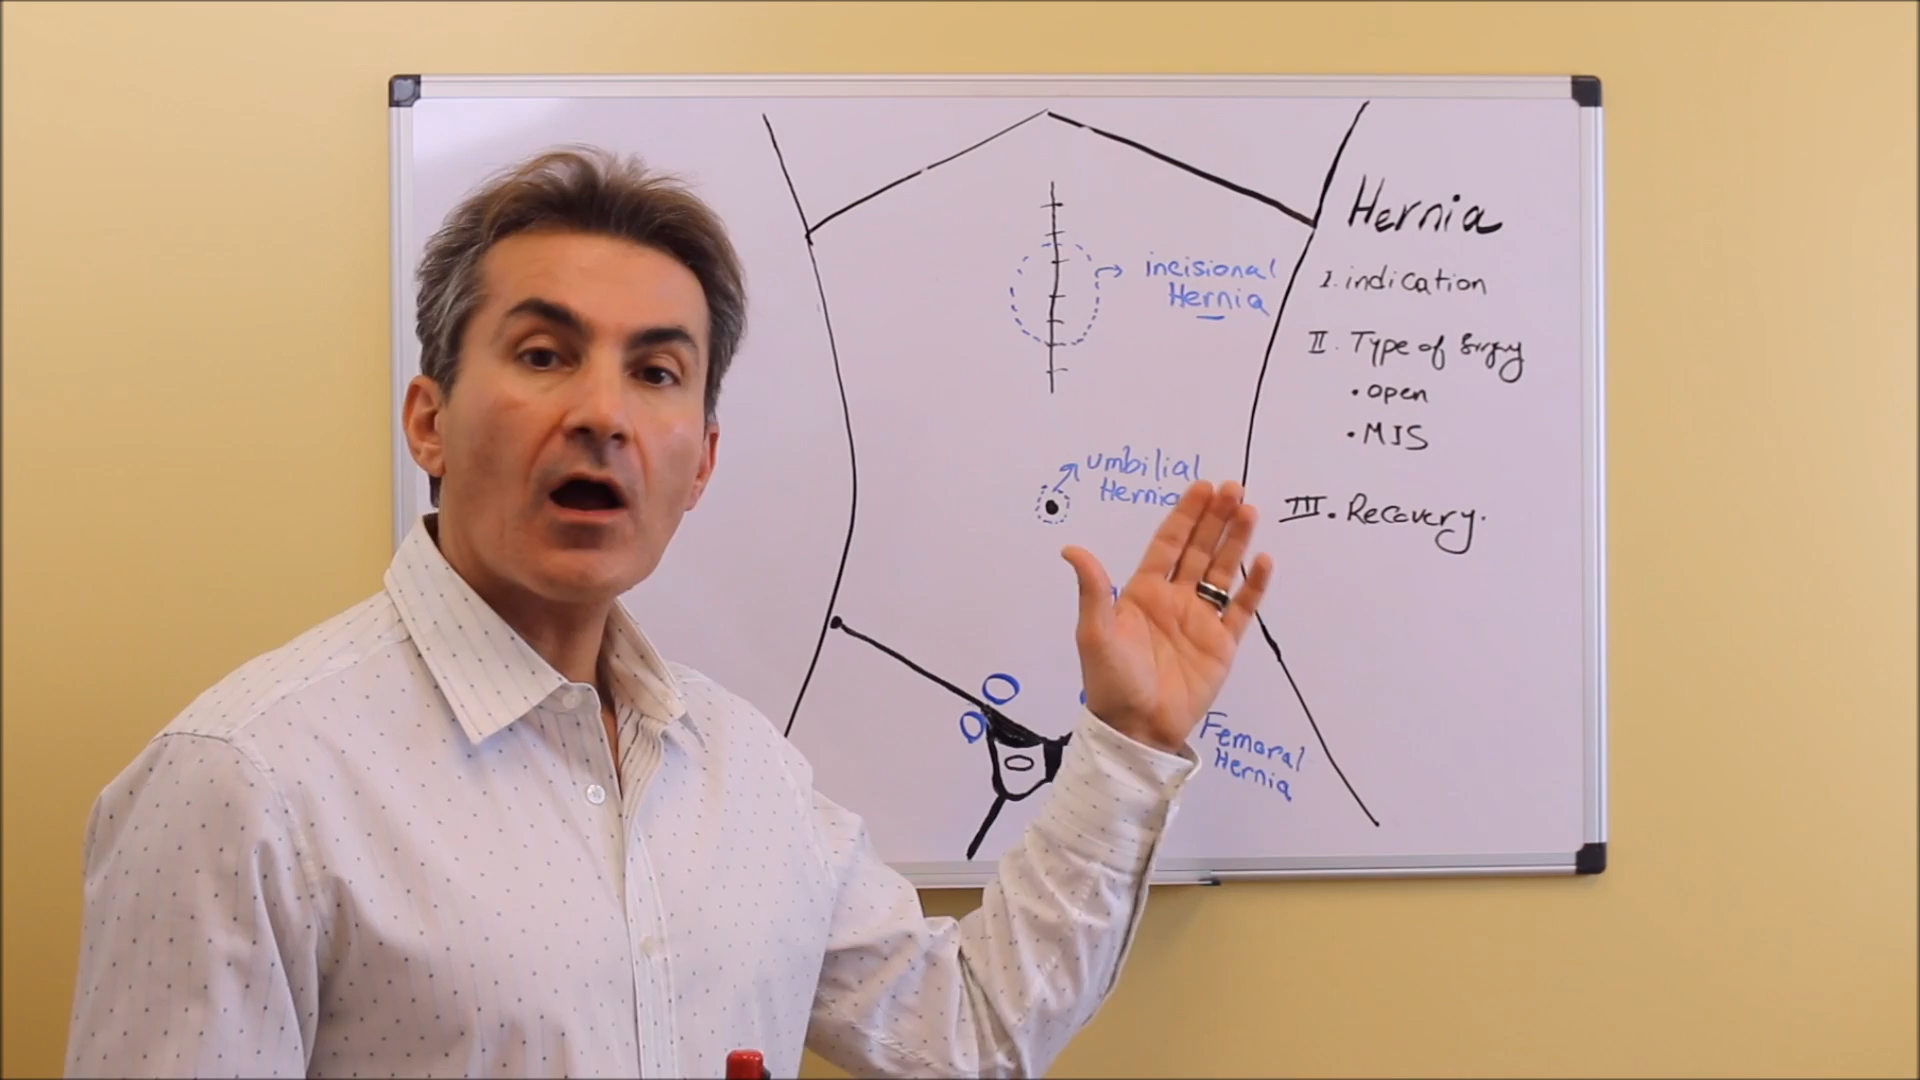 Hernia
I. indication
II. Type of Surgery
• open
• MIS
III. Recovery.
incisional
Hernia
umbilial
Hernia
Femoral
Hernia